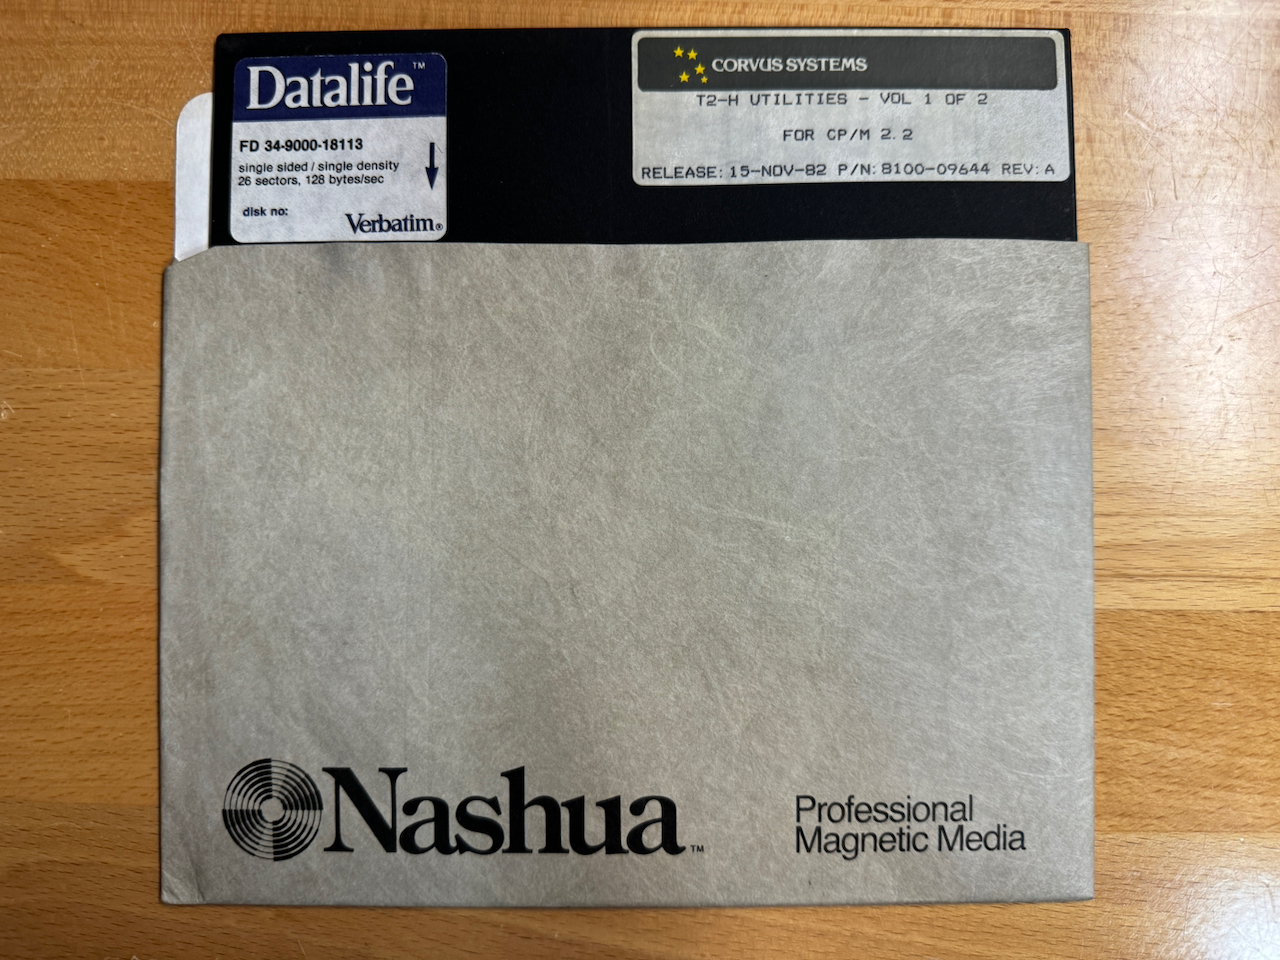 Datalife™
FD 34-9000-18113
single sided / single density
26 sectors, 128 bytes/sec
disk no:
Verbatim®
CORVUS SYSTEMS
T2-H UTILITIES - VOL 1 OF 2
FOR CP/M 2.2
RELEASE: 15-NOV-82 P/N: 8100-09644 REV: A
Nashua™
Professional
Magnetic Media